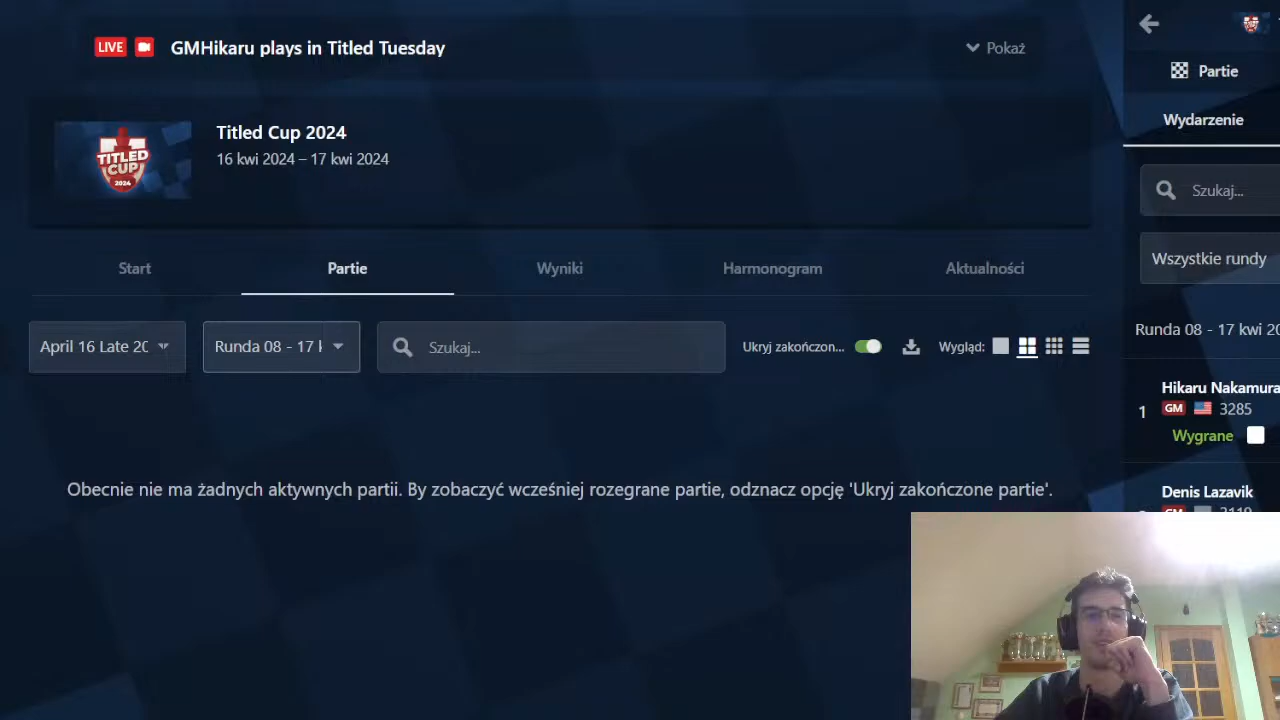 LIVE
GMHikaru plays in Titled Tuesday
Pokaż
Partie
Wydarzenie
TITLED
CUP
2024
Titled Cup 2024
16 kwi 2024 – 17 kwi 2024
Szukaj...
Start
Partie
Wyniki
Harmonogram
Aktualności
Wszystkie rundy
April 16 Late 20
Runda 08 - 17 k
Szukaj...
Ukryj zakończon...
Wygląd:
Runda 08 - 17 kwi 20
1
Hikaru Nakamura
GM 3285
Wygrane
Obecnie nie ma żadnych aktywnych partii. By zobaczyć wcześniej rozegrane partie, odznacz opcję 'Ukryj zakończone partie'.
Denis Lazavik
GM 3119